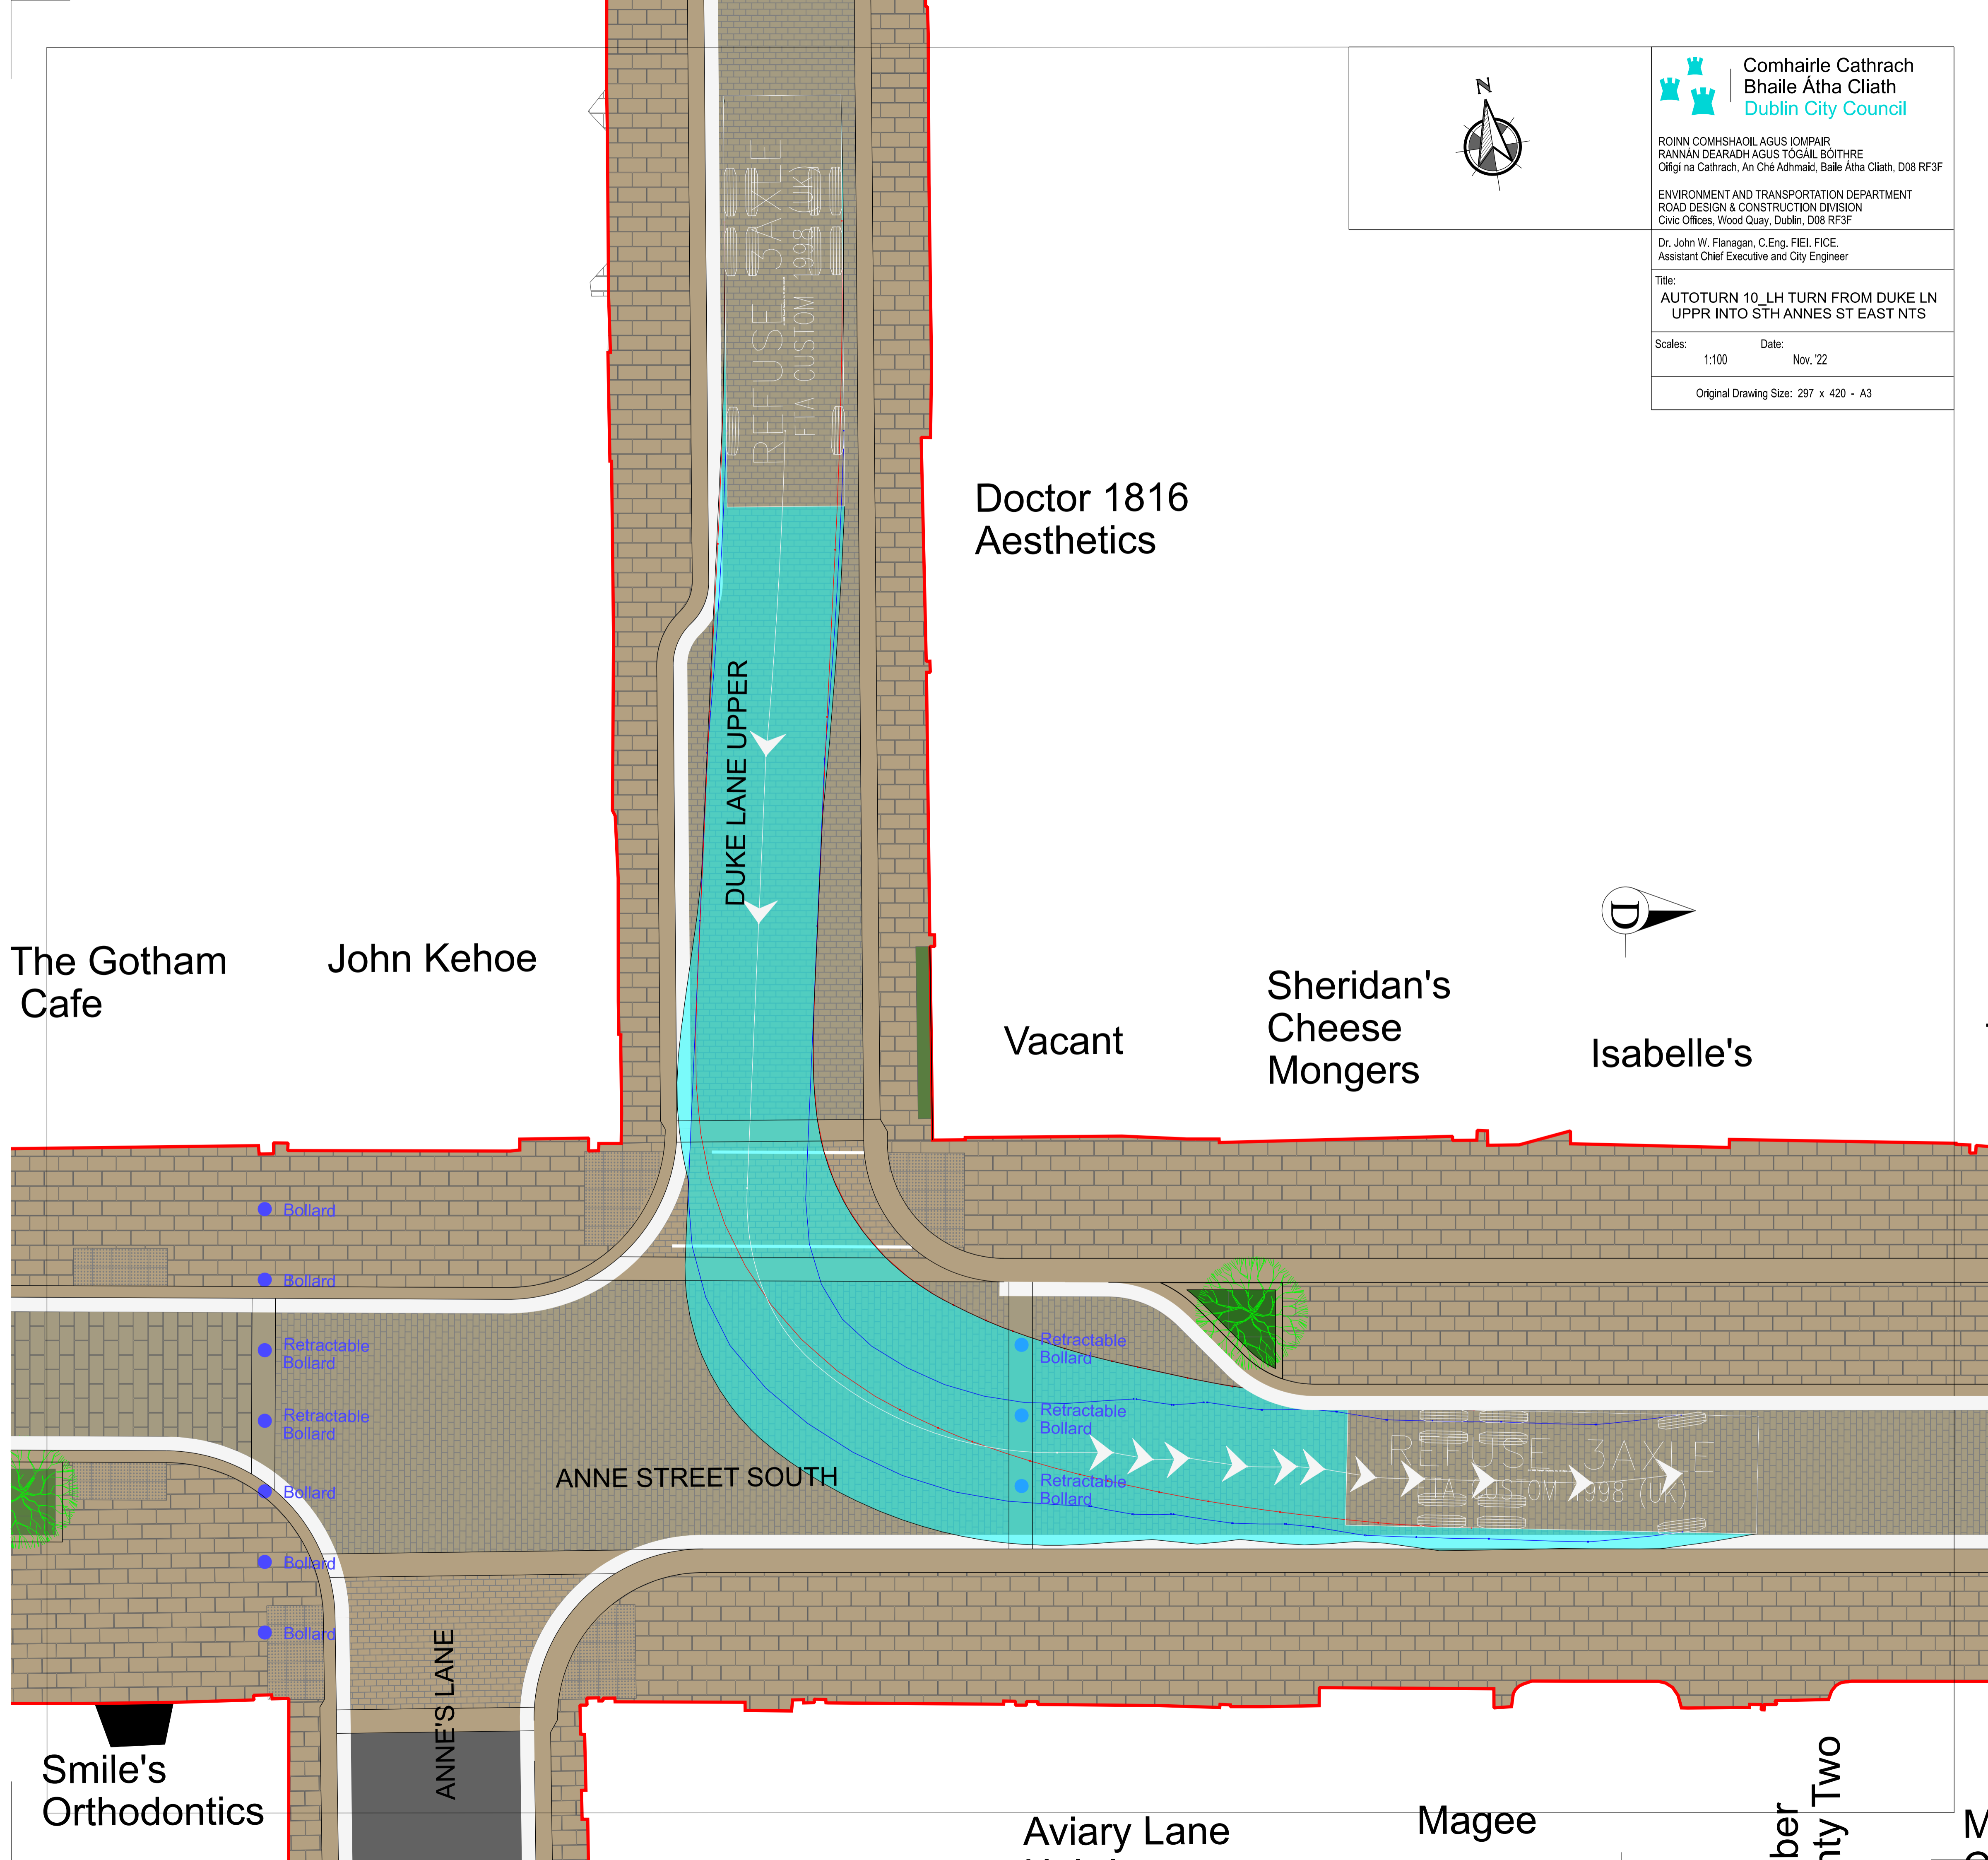 N
Comhairle Cathrach
Bhaile Átha Cliath
Dublin City Council
ROINN COMHSHAOIL AGUS IOMPAIR
RANNÁN DEARADH AGUS TÓGÁIL BÓITHRE
Oifigí na Cathrach, An Ché Adhmaid, Baile Átha Cliath, D08 RF3F
ENVIRONMENT AND TRANSPORTATION DEPARTMENT
ROAD DESIGN & CONSTRUCTION DIVISION
Civic Offices, Wood Quay, Dublin, D08 RF3F
Dr. John W. Flanagan, C.Eng. FIEI. FICE.
Assistant Chief Executive and City Engineer
Title:
AUTOTURN 10_LH TURN FROM DUKE LN
UPPR INTO STH ANNES ST EAST NTS
Scales: Date:
1:100 Nov. '22
Original Drawing Size: 297 x 420 - A3
REFUSE 3AXLE
FTA CUSTOM 1998 (UK)
Doctor 1816
Aesthetics
DUKE LANE UPPER
D
The Gotham
Cafe
John Kehoe
Vacant
Sheridan's
Cheese
Mongers
Isabelle's
Bollard
Bollard
Retractable
Bollard
Retractable
Bollard
Retractable
Bollard
Retractable
Bollard
Retractable
Bollard
Bollard
Bollard
Bollard
ANNE STREET SOUTH
REFUSE 3AXLE
FTA CUSTOM 1998 (UK)
ANNE'S LANE
Smile's
Orthodontics
Aviary Lane
Magee